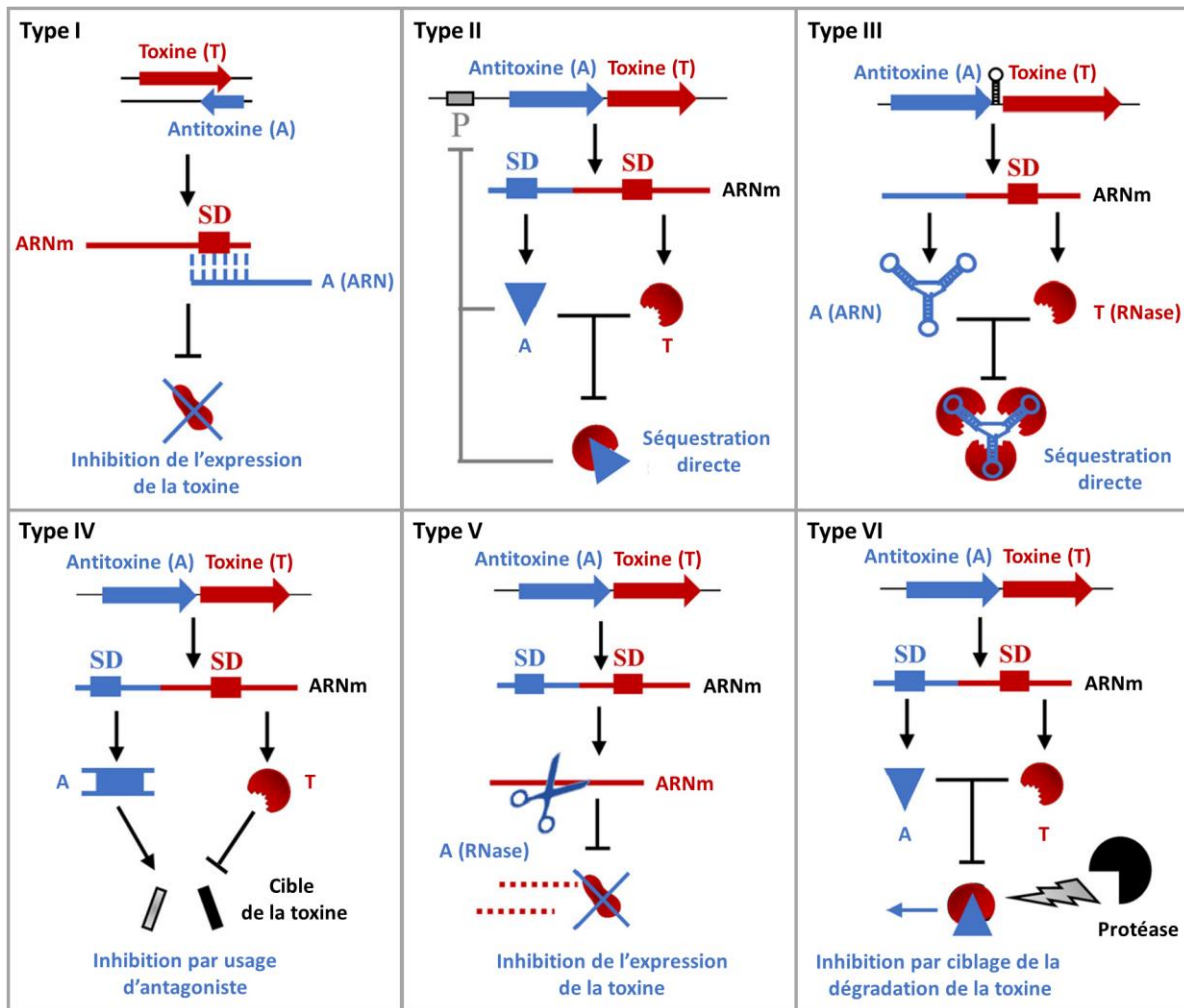 Type I
Toxine (T)
Antitoxine (A)
SD
ARNm
A (ARN)
Inhibition de l’expression
de la toxine
Type II
Antitoxine (A) Toxine (T)
P
SD SD
ARNm
A T
Séquestration
directe
Type III
Antitoxine (A) Toxine (T)
SD
ARNm
A (ARN) T (RNase)
Séquestration
directe
Type IV
Antitoxine (A) Toxine (T)
SD SD
ARNm
A T
Cible
de la toxine
Inhibition par usage
d’antagoniste
Type V
Antitoxine (A) Toxine (T)
SD SD
ARNm
ARNm
A (RNase)
Inhibition de l’expression
de la toxine
Type VI
Antitoxine (A) Toxine (T)
SD SD
ARNm
A T
Protéase
Inhibition par ciblage de la
dégradation de la toxine